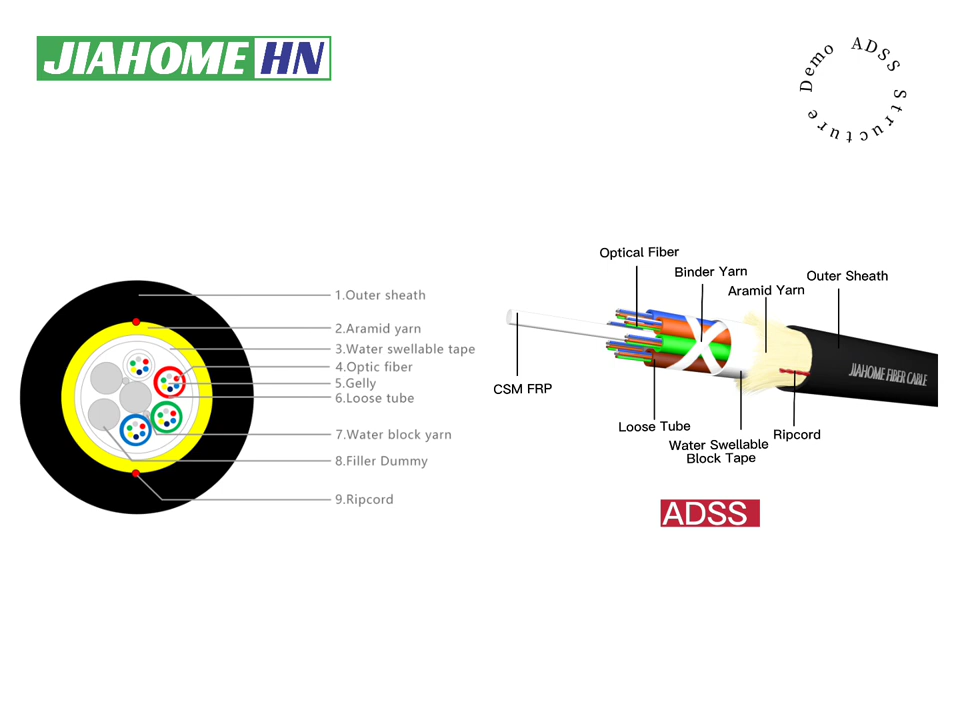 JIAHOME HN
ADSS Structure Demo
1.Outer sheath
2.Aramid yarn
3.Water swellable tape
4.Optic fiber
5.Gelly
6.Loose tube
7.Water block yarn
8.Filler Dummy
9.Ripcord
Optical Fiber
Binder Yarn
Aramid Yarn
Outer Sheath
JIAHOME FIBER CABLE
CSM FRP
Loose Tube
Water Swellable
Block Tape
Ripcord
ADSS